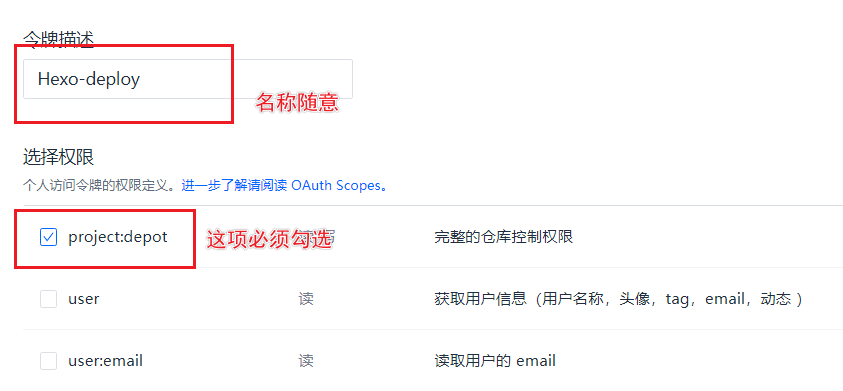 令牌描述
Hexo-deploy
名称随意
选择权限
个人访问令牌的权限定义。进一步了解请阅读 OAuth Scopes。
project:depot 这项必须勾选 完整的仓库控制权限
user 读 获取用户信息（用户名称，头像，tag，email，动态 ）
user:email 读 读取用户的 email